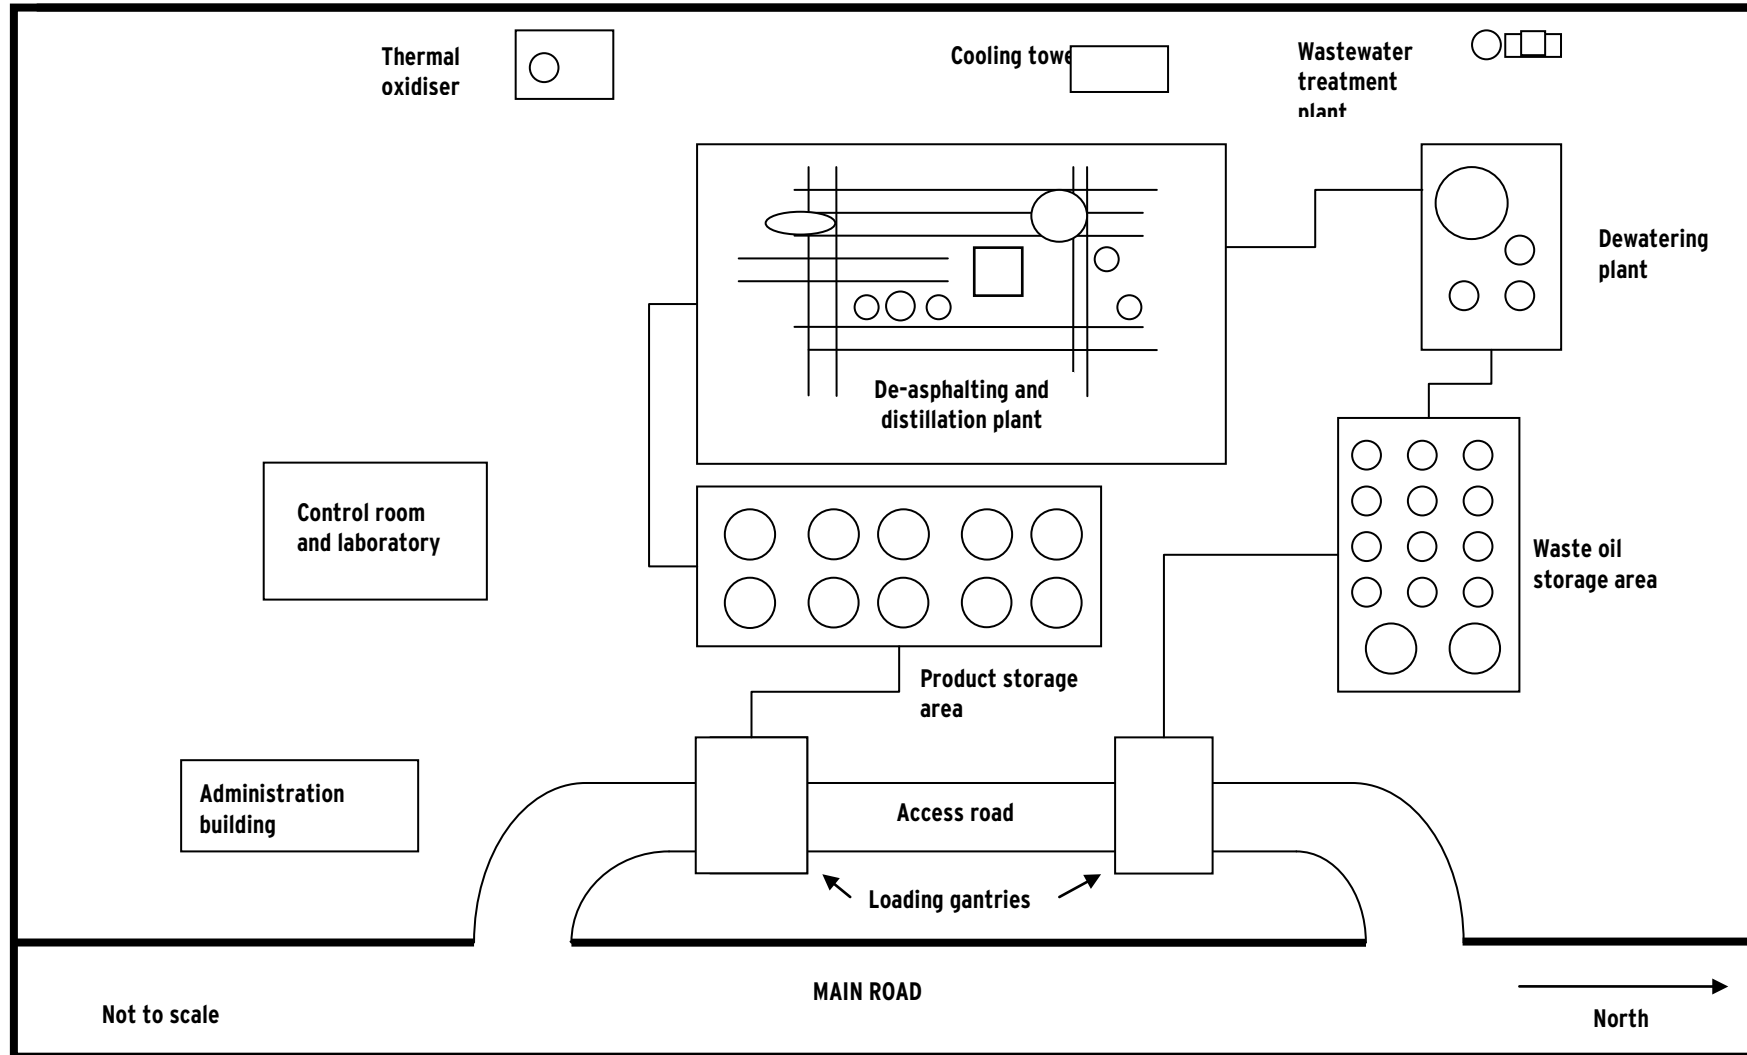 Thermal
oxidiser
Cooling towe
Wastewater
treatment
plant
Dewatering
plant
De-asphalting and
distillation plant
Control room
and laboratory
Waste oil
storage area
Product storage
area
Administration
building
Access road
Loading gantries
MAIN ROAD
Not to scale
North